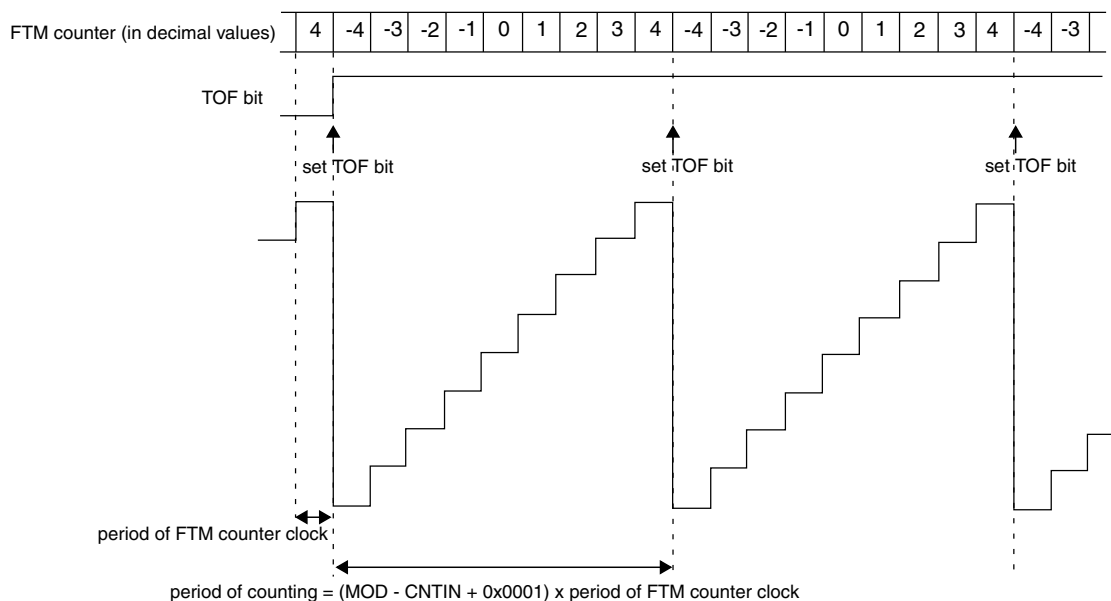 FTM counter (in decimal values) 4 -4 -3 -2 -1 0 1 2 3 4 -4 -3 -2 -1 0 1 2 3 4 -4 -3
TOF bit
set TOF bit set TOF bit set TOF bit
period of FTM counter clock
period of counting = (MOD - CNTIN + 0x0001) x period of FTM counter clock